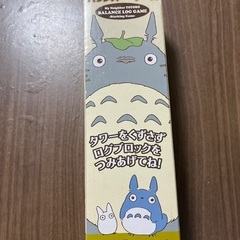 My Neighbor TOTORO
BALANCE LOG GAME
-Stacking Game-
タワーをくずさず
ログブロックを
つみあげてね!